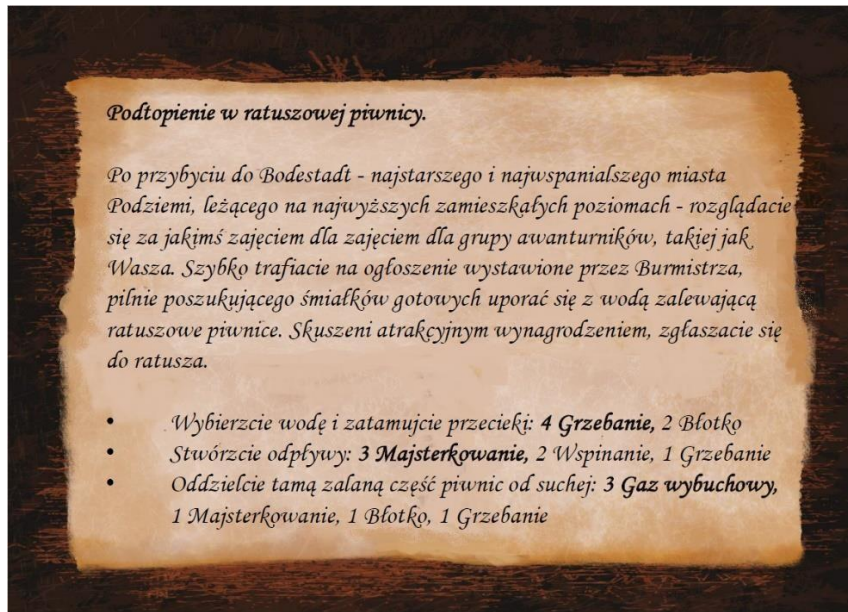 Podtopienie w ratuszowej piwnicy.
Po przybyciu do Bodestadt - najstarszego i najwspanialszego miasta
Podziemi, leżącego na najwyższych zamieszkałych poziomach - rozglądacie
się za jakimś zajęciem dla zajęciem dla grupy awanturników, takiej jak
Wasza. Szybko trafiacie na ogłoszenie wystawione przez Burmistrza,
pilnie poszukującego śmiałków gotowych uporać się z wodą zalewającą
ratuszowe piwnice. Skuszeni atrakcyjnym wynagrodzeniem, zgłaszacie się
do ratusza.
• Wybierzcie wodę i zatamujcie przecieki: 4 Grzebanie, 2 Błotko
• Stwórzcie odpływy: 3 Majsterkowanie, 2 Wspinanie, 1 Grzebanie
• Oddzielcie tamą zalaną część piwnic od suchej: 3 Gaz wybuchowy,
1 Majsterkowanie, 1 Błotko, 1 Grzebanie